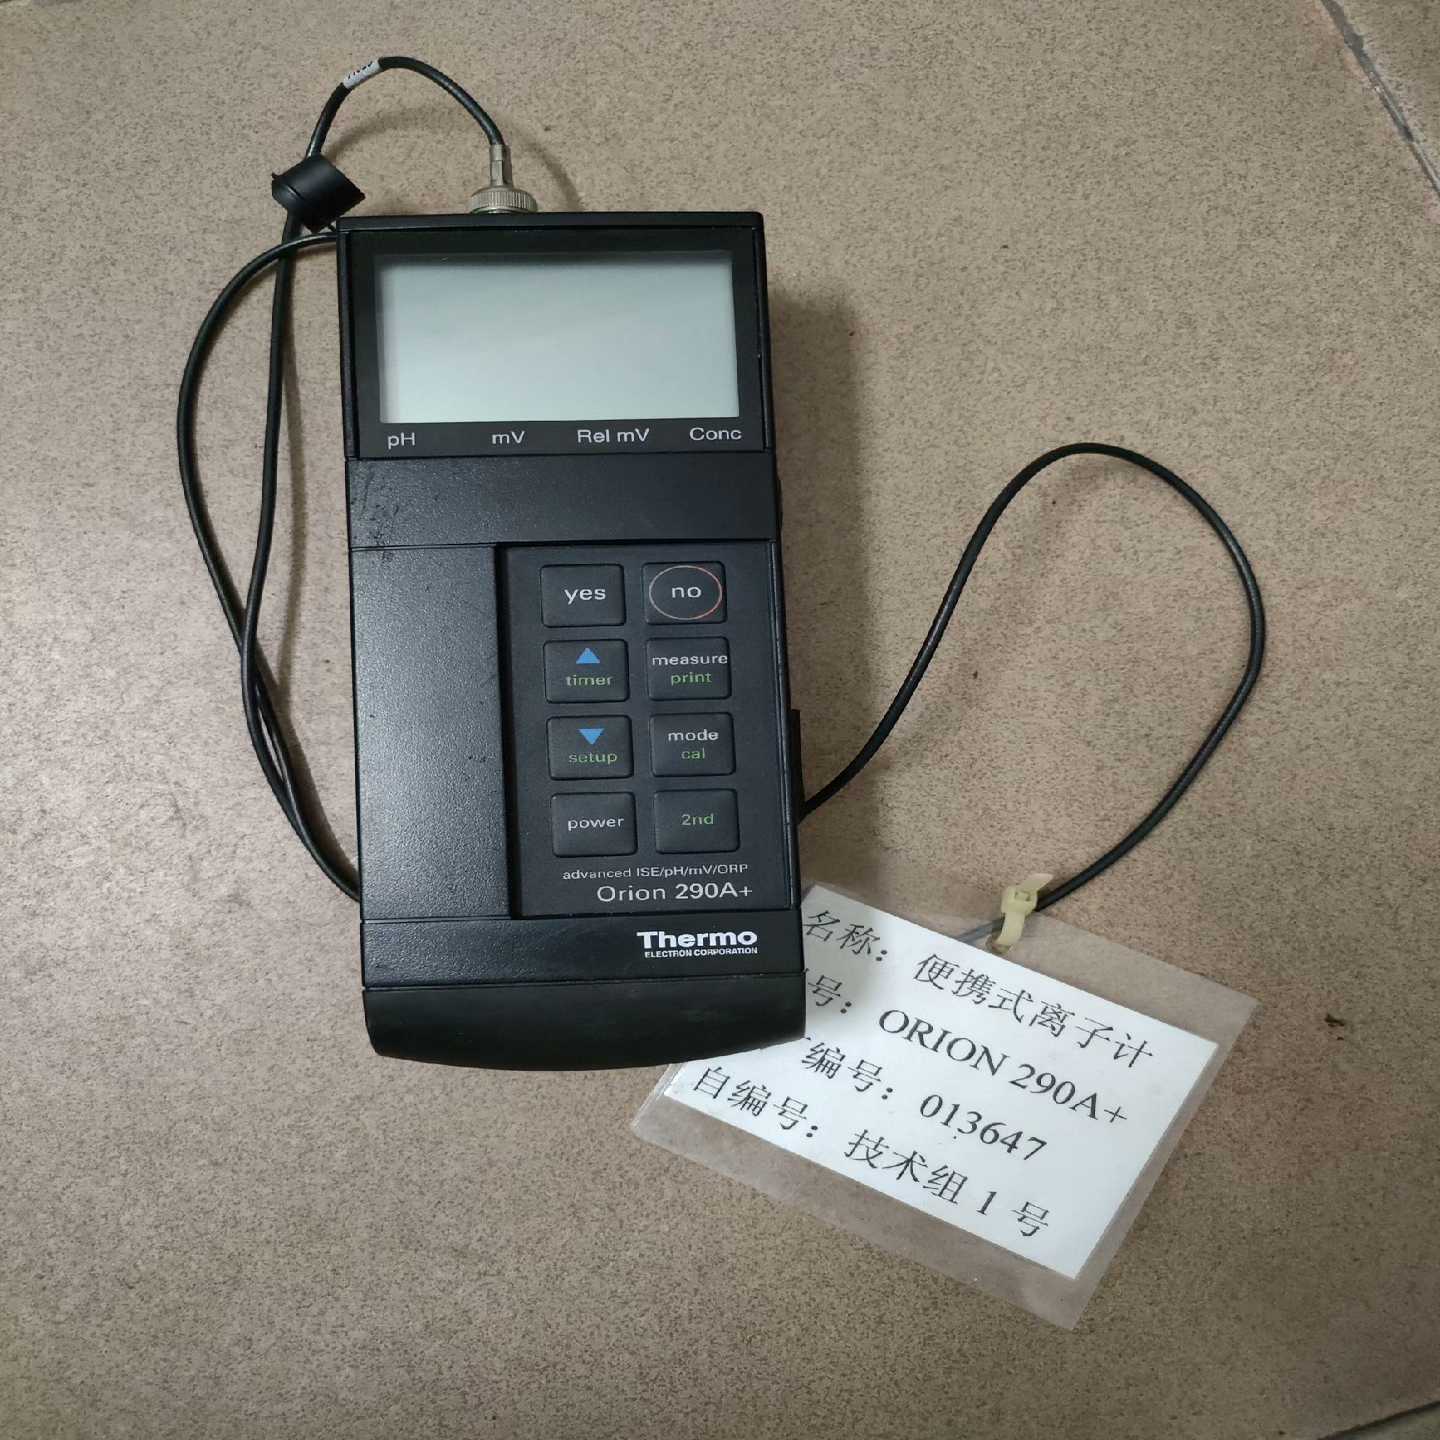 pH mV Rel mV Conc
yes no
timer measure print
setup mode cal
power 2nd
advanced ISE/pH/mV/ORP
Orion 290A+
Thermo
ELECTRON CORPORATION
名称：便携式离子计
号：ORION 290A+
编号：013647
自编号：技术组 1 号